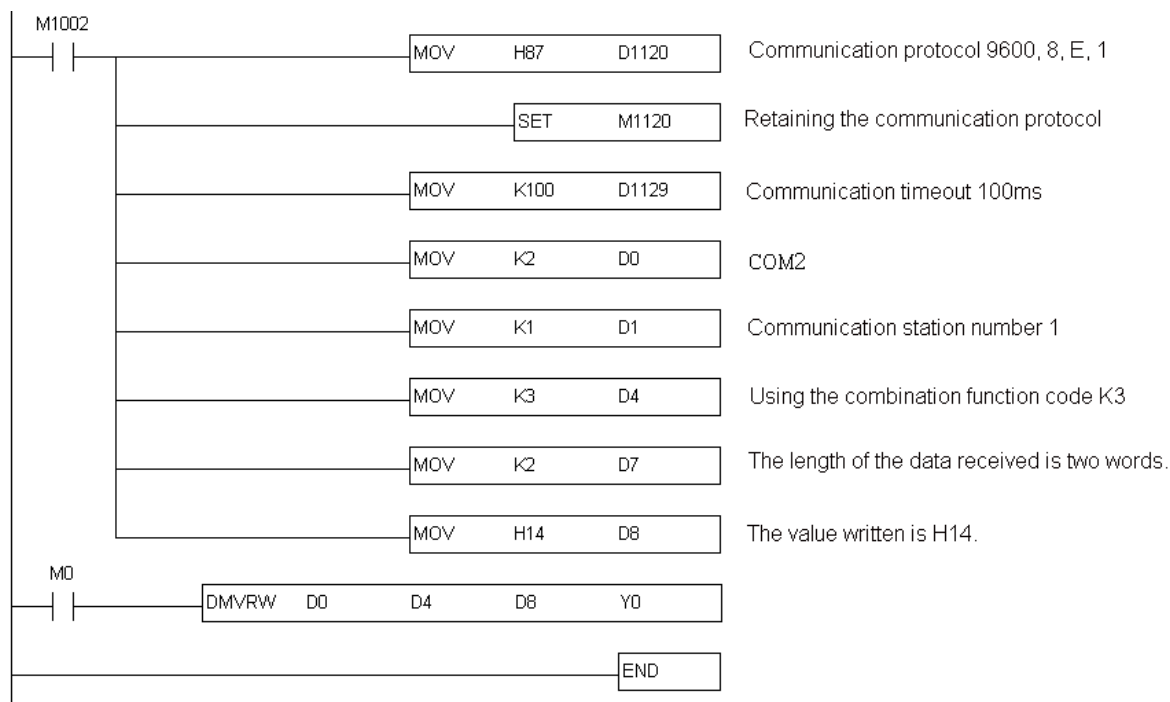 M1002
MOV H87 D1120 Communication protocol 9600, 8, E, 1
SET M1120 Retaining the communication protocol
MOV K100 D1129 Communication timeout 100ms
MOV K2 D0 COM2
MOV K1 D1 Communication station number 1
MOV K3 D4 Using the combination function code K3
MOV K2 D7 The length of the data received is two words.
MOV H14 D8 The value written is H14.
M0
DMVRW D0 D4 D8 Y0
END